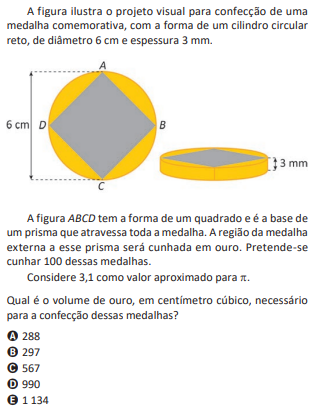 A figura ilustra o projeto visual para confecção de uma
medalha comemorativa, com a forma de um cilindro circular
reto, de diâmetro 6 cm e espessura 3 mm.
A
6 cm
D
B
3 mm
C
A figura ABCD tem a forma de um quadrado e é a base de
um prisma que atravessa toda a medalha. A região da medalha
externa a esse prisma será cunhada em ouro. Pretende-se
cunhar 100 dessas medalhas.
Considere 3,1 como valor aproximado para π.
Qual é o volume de ouro, em centímetro cúbico, necessário
para a confecção dessas medalhas?
A 288
B 297
C 567
D 990
E 1 134